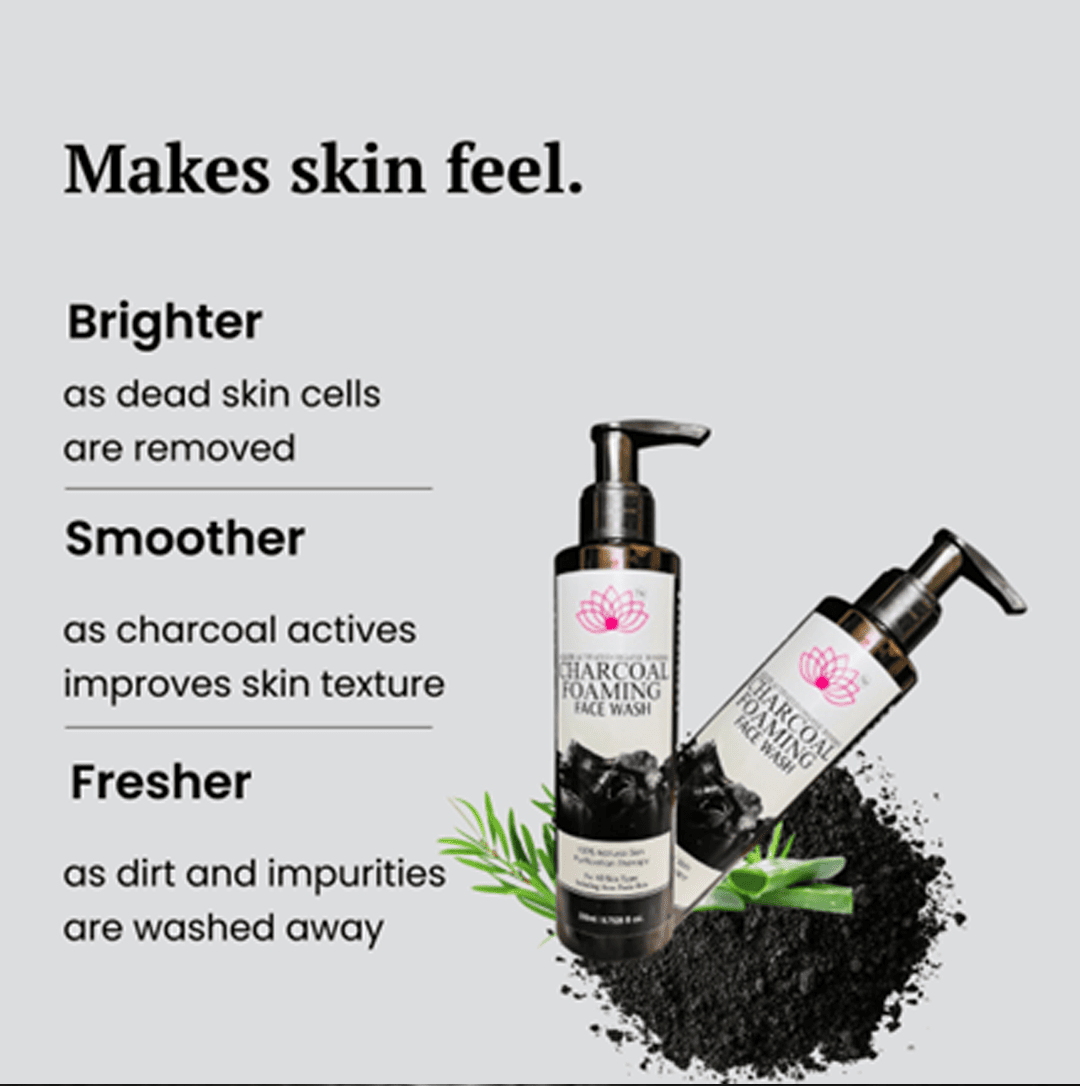 Makes skin feel.
Brighter
as dead skin cells
are removed
Smoother
as charcoal actives
improves skin texture
Fresher
as dirt and impurities
are washed away
CHARCOAL
FOAMING
FACE WASH
100% Natural Skin
Purification Therapy
For All Skin Types
CHARCOAL
FOAMING
FACE WASH